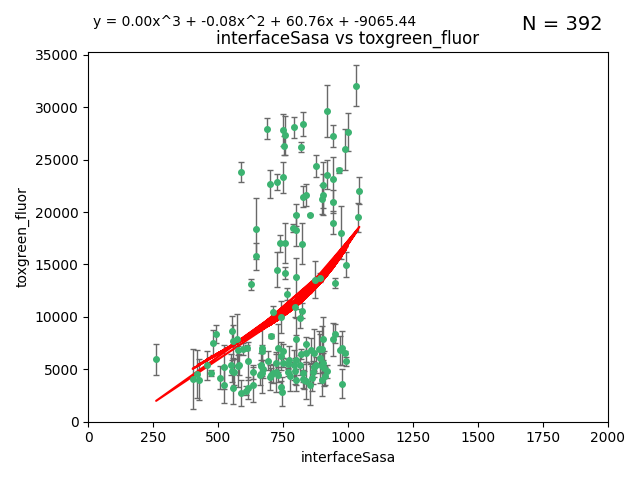 y = 0.00x^3 + -0.08x^2 + 60.76x + -9065.44
N = 392
interfaceSasa vs toxgreen_fluor
35000
30000
25000
20000
15000
10000
5000
0
toxgreen_fluor
0 250 500 750 1000 1250 1500 1750 2000
interfaceSasa